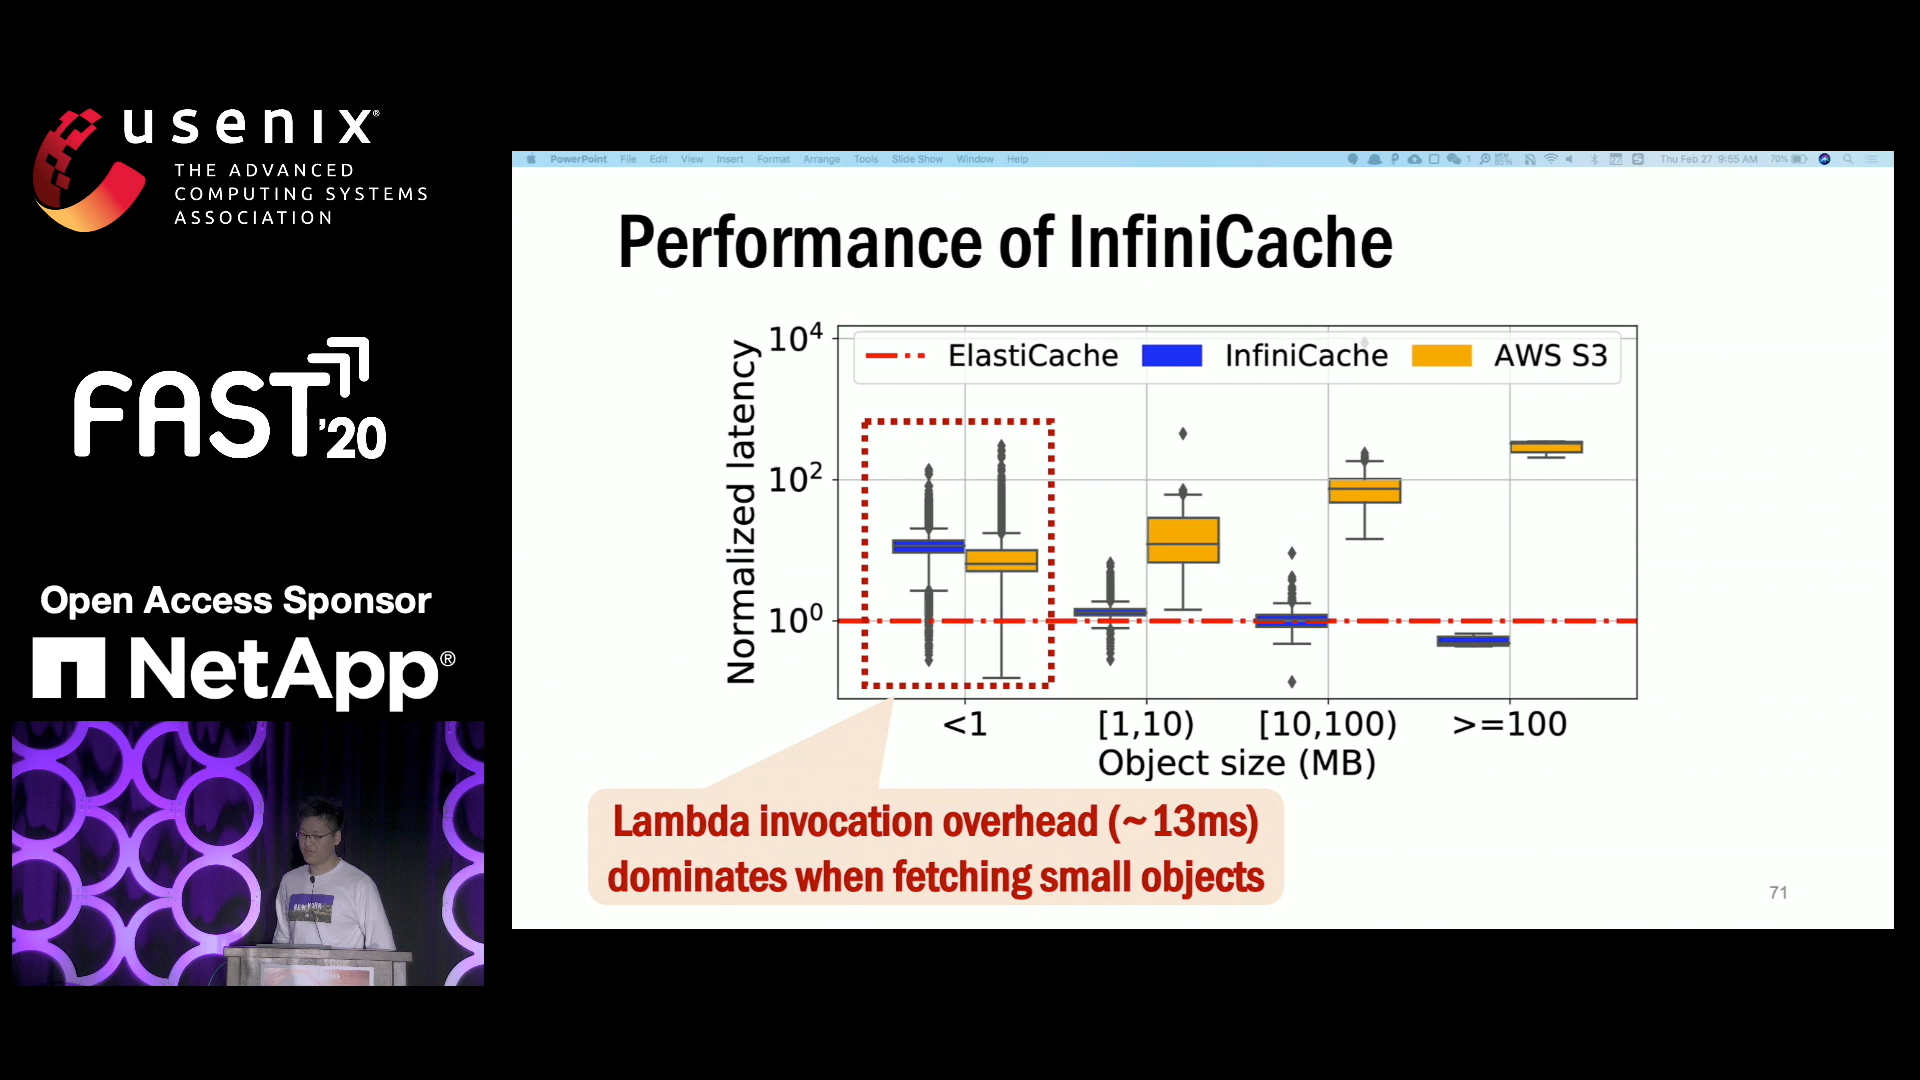 usenix®
THE ADVANCED
COMPUTING SYSTEMS
ASSOCIATION
FAST '20
Open Access Sponsor
NetApp®
PowerPoint File Edit View Insert Format Arrange Tools Slide Show Window Help
1 Thu Feb 27 9:55 AM 70%
Performance of InfiniCache
Normalized latency
10⁴
10²
10⁰
ElastiCache InfiniCache AWS S3
<1 [1,10) [10,100) >=100
Object size (MB)
Lambda invocation overhead (~13ms)
dominates when fetching small objects
71